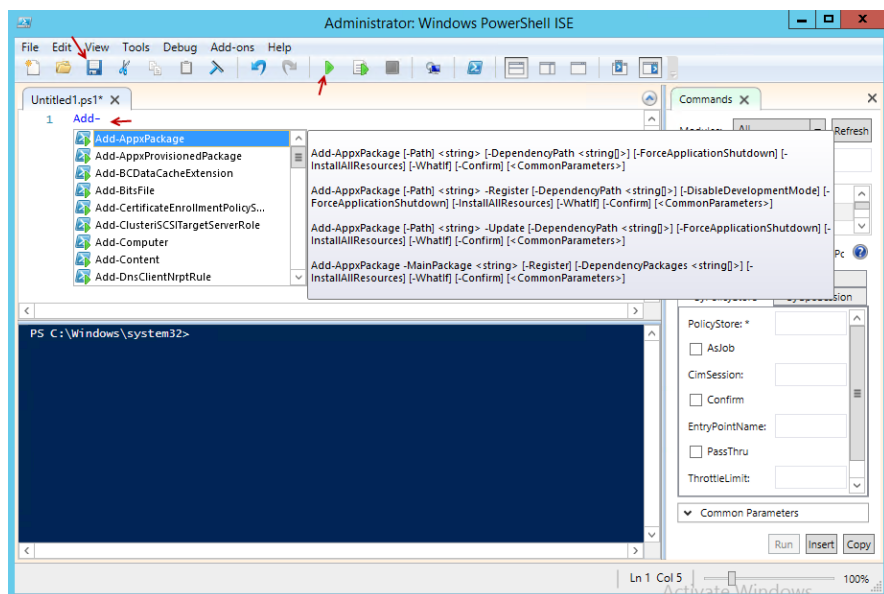 Administrator: Windows PowerShell ISE
File Edit View Tools Debug Add-ons Help
Untitled1.ps1* X
Commands X
1 Add-
Add-AppxPackage
Add-AppxProvisionedPackage
Add-BCDataCacheExtension
Add-BitsFile
Add-CertificateEnrollmentPolicyS...
Add-ClusteriSCSITargetServerRole
Add-Computer
Add-Content
Add-DnsClientNrptRule
Add-AppxPackage [-Path] <string> [-DependencyPath <string[]>] [-ForceApplicationShutdown] [-
InstallAllResources] [-WhatIf] [-Confirm] [<CommonParameters>]
Add-AppxPackage [-Path] <string> -Register [-DependencyPath <string[]>] [-DisableDevelopmentMode] [-
ForceApplicationShutdown] [-InstallAllResources] [-WhatIf] [-Confirm] [<CommonParameters>]
Add-AppxPackage [-Path] <string> -Update [-DependencyPath <string[]>] [-ForceApplicationShutdown] [-
InstallAllResources] [-WhatIf] [-Confirm] [<CommonParameters>]
Add-AppxPackage -MainPackage <string> [-Register] [-DependencyPackages <string[]>] [-
InstallAllResources] [-WhatIf] [-Confirm] [<CommonParameters>]
Refresh
PS C:\Windows\system32>
PolicyStore: *
AsJob
CimSession:
Confirm
EntryPointName:
PassThru
ThrottleLimit:
Common Parameters
Run Insert Copy
Ln 1 Col 5 100%
Activate Windows